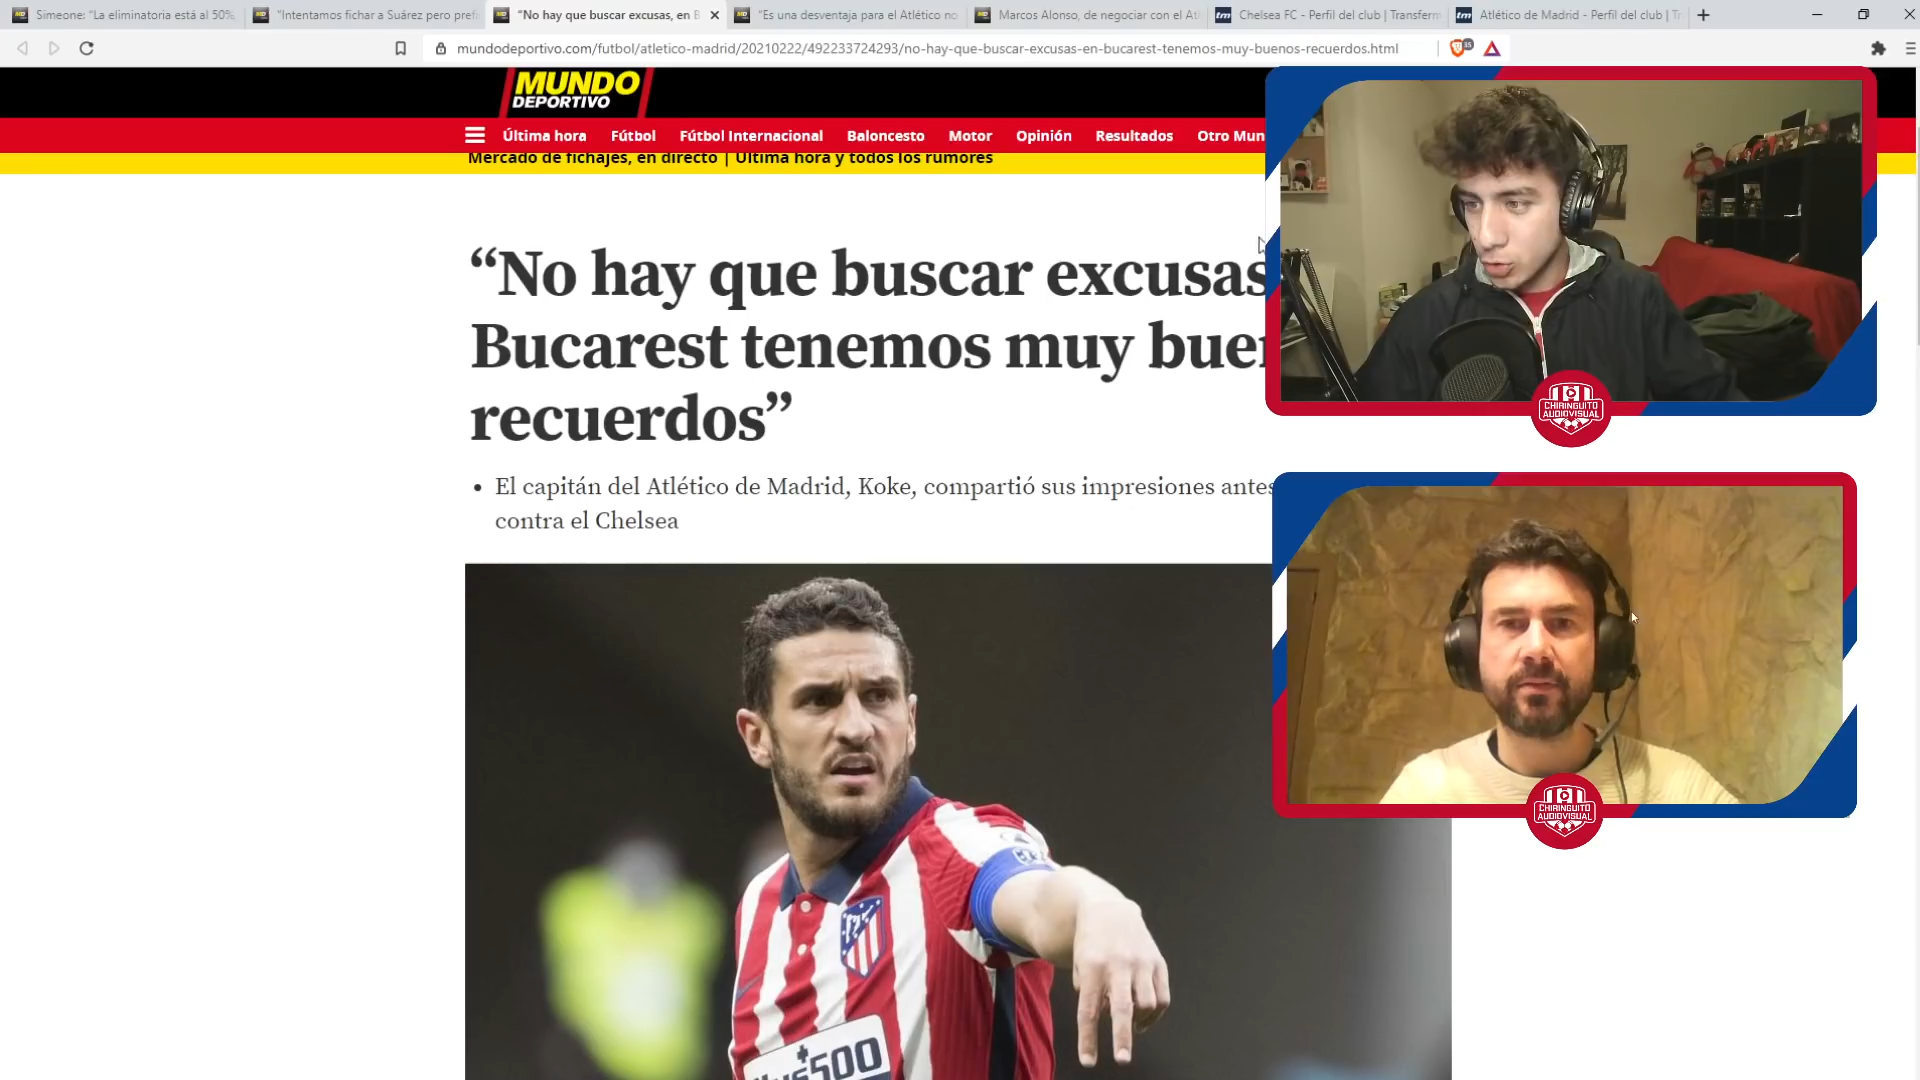 Simeone: "La eliminatoria está al 50%,
"Intentamos fichar a Suárez pero pref
"No hay que buscar excusas, en B
"Es una desventaja para el Atlético no
Marcos Alonso, de negociar con el Atl
Chelsea FC - Perfil del club | Transferm
Atlético de Madrid - Perfil del club | Tr
mundodeportivo.com/futbol/atletico-madrid/20210222/492233724293/no-hay-que-buscar-excusas-en-bucarest-tenemos-muy-buenos-recuerdos.html
MUNDO
DEPORTIVO
Última hora Fútbol Fútbol Internacional Baloncesto Motor Opinión Resultados Otro Mun
Mercado de fichajes, en directo | Última hora y todos los rumores
“No hay que buscar excusas
Bucarest tenemos muy buen
recuerdos”
• El capitán del Atlético de Madrid, Koke, compartió sus impresiones antes
contra el Chelsea
CHIRINGUITO
AUDIOVISUAL
CHIRINGUITO
AUDIOVISUAL